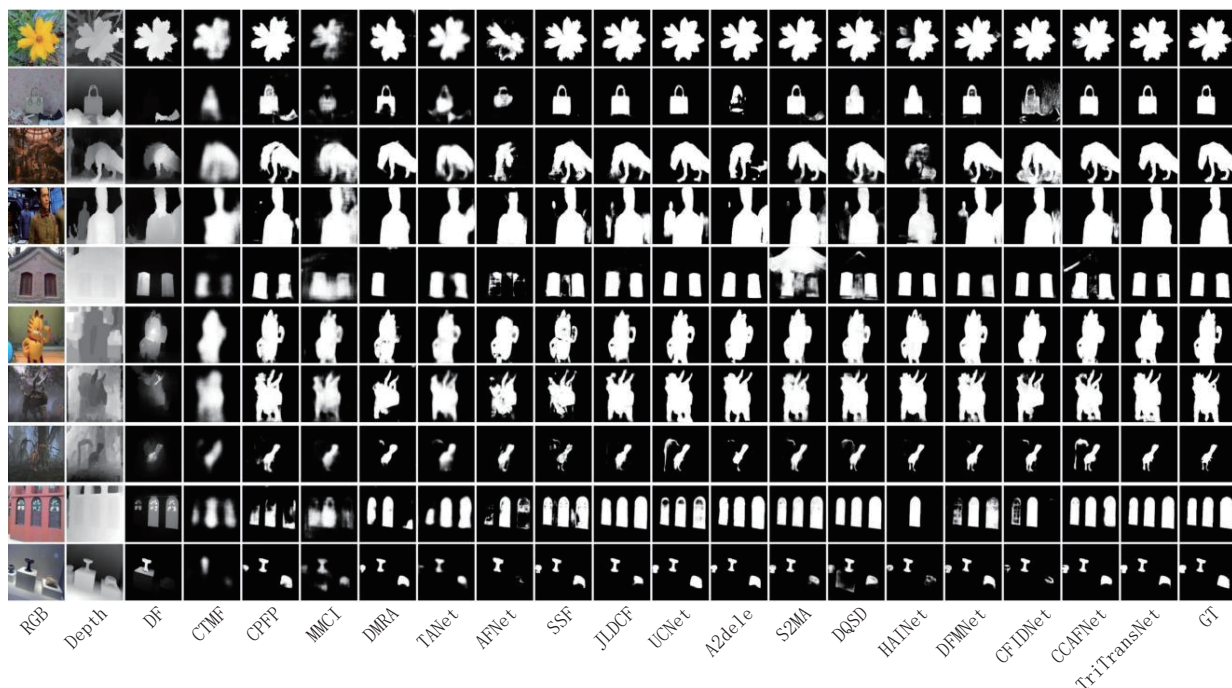 RGB
Depth
DF
CTMF
CPFP
MMCI
DMRA
TANet
AFNet
SSF
JLDCF
UCNet
A2dele
S2MA
DQSD
HAINet
DFMNet
CFIDNet
CCAFNet
TriTransNet
GT